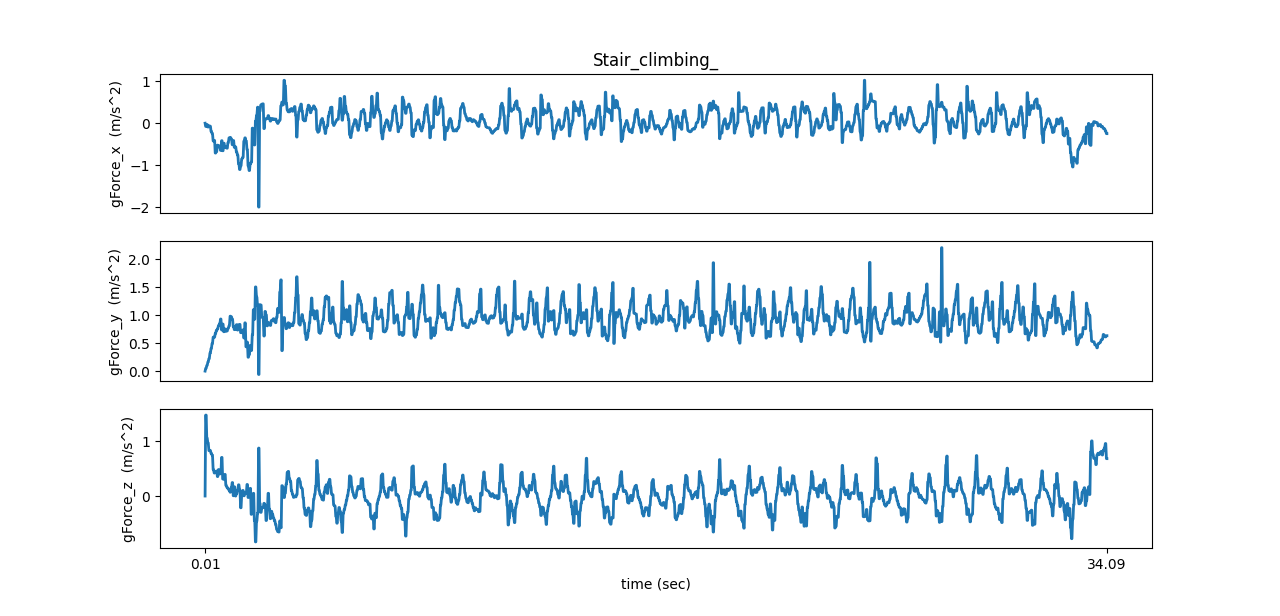 Stair_climbing_
gForce_x  (m/s^2)
1
0
−1
−2
gForce_y  (m/s^2)
2.0
1.5
1.0
0.5
0.0
gForce_z  (m/s^2)
1
0
0.01
34.09
time (sec)